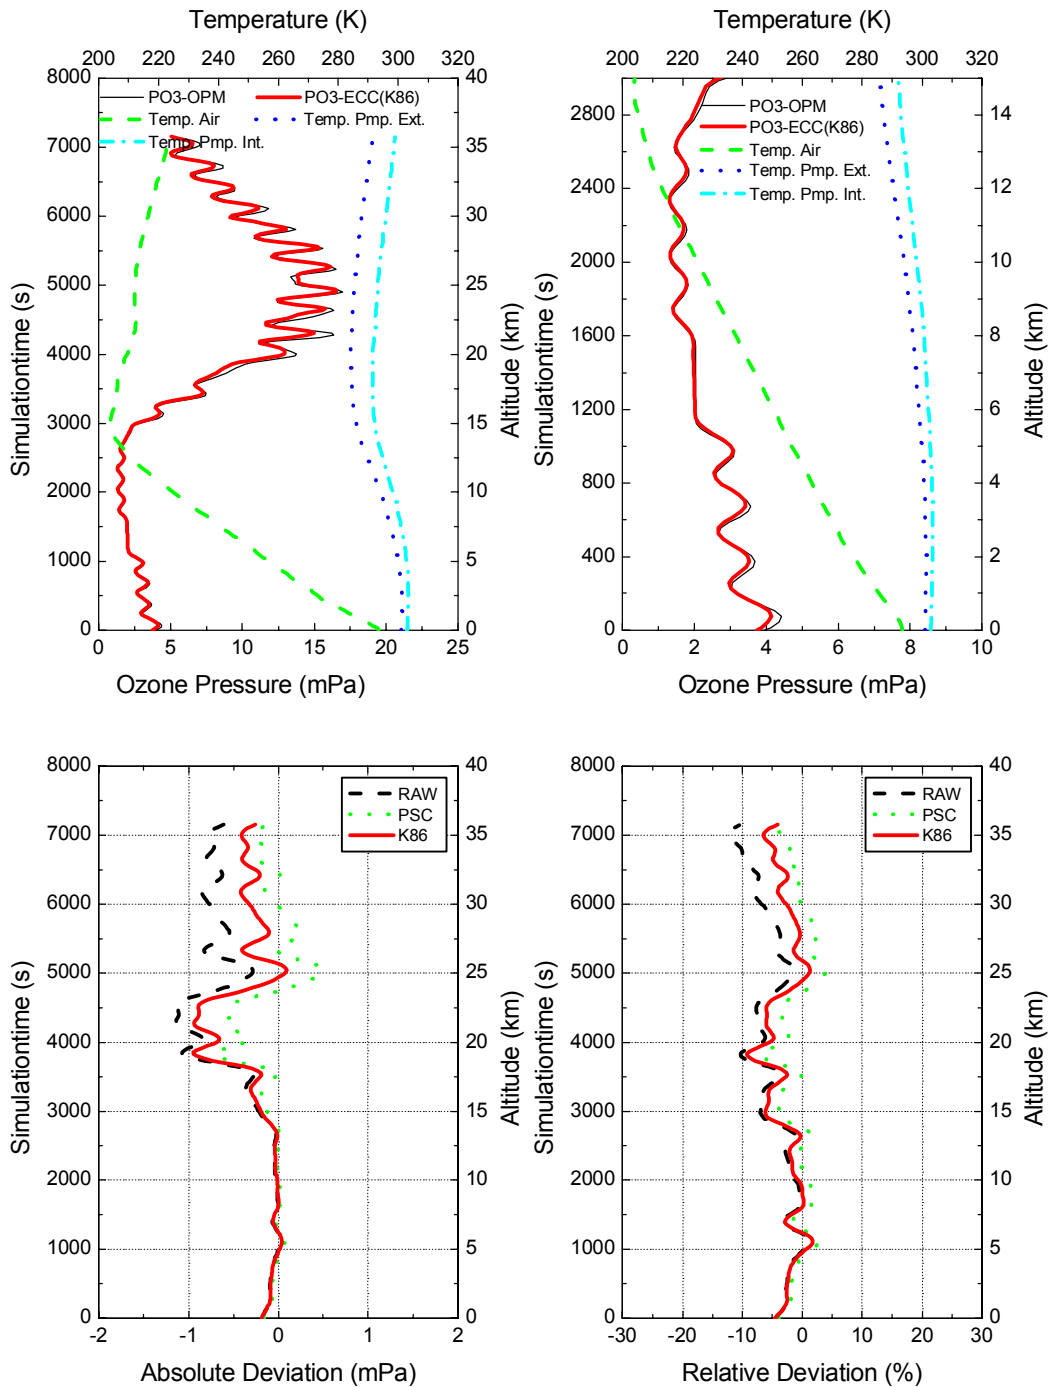 Temperature (K)
200 220 240 260 280 300 320
8000
7000
6000
5000
4000
3000
2000
1000
0
Simulationtime (s)
PO3-OPM
PO3-ECC(K86)
Temp. Air
Temp. Pmp. Ext.
Temp. Pmp. Int.
40
35
30
25
20
15
10
5
0
Altitude (km)
0 5 10 15 20 25
Ozone Pressure (mPa)
Temperature (K)
200 220 240 260 280 300 320
2800
2400
2000
1600
1200
800
400
0
Simulationtime (s)
PO3-OPM
PO3-ECC(K86)
Temp. Air
Temp. Pmp. Ext.
Temp. Pmp. Int.
14
12
10
8
6
4
2
0
Altitude (km)
0 2 4 6 8 10
Ozone Pressure (mPa)
8000
7000
6000
5000
4000
3000
2000
1000
0
Simulationtime (s)
RAW
PSC
K86
40
35
30
25
20
15
10
5
0
Altitude (km)
-2 -1 0 1 2
Absolute Deviation (mPa)
8000
7000
6000
5000
4000
3000
2000
1000
0
Simulationtime (s)
RAW
PSC
K86
40
35
30
25
20
15
10
5
0
Altitude (km)
-30 -20 -10 0 10 20 30
Relative Deviation (%)